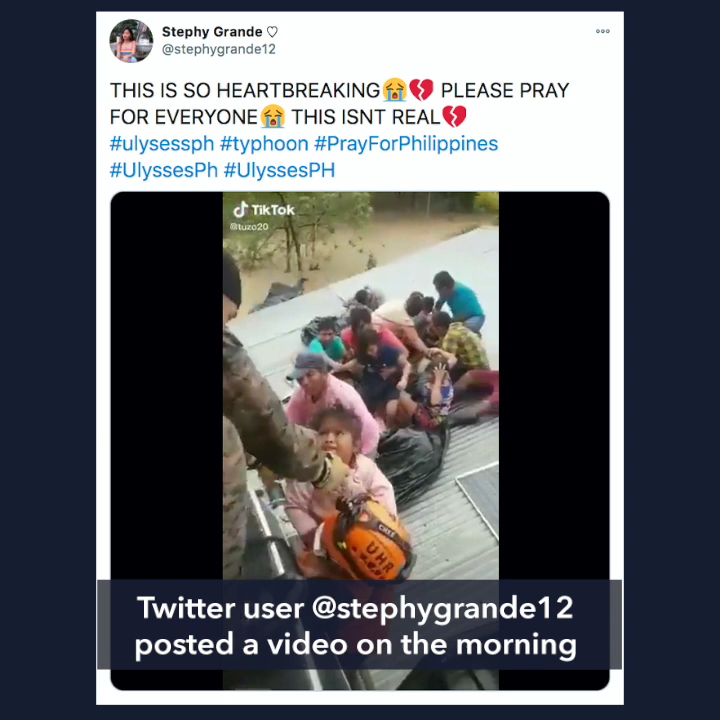 Stephy Grande ♡
@stephygrande12
THIS IS SO HEARTBREAKING😭💔 PLEASE PRAY
FOR EVERYONE😭 THIS ISNT REAL💔
#ulysessph #typhoon #PrayForPhilippines
#UlyssesPh #UlyssesPH
TikTok
@tuzo20
UHR
Twitter user @stephygrande12
posted a video on the morning